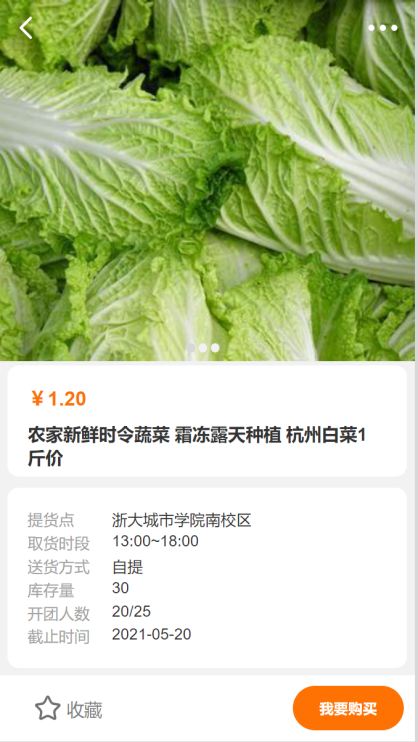 ¥1.20
农家新鲜时令蔬菜 霜冻露天种植 杭州白菜1
斤价
提货点 浙大城市学院南校区
取货时段 13:00~18:00
送货方式 自提
库存量 30
开团人数 20/25
截止时间 2021-05-20
收藏 我要购买